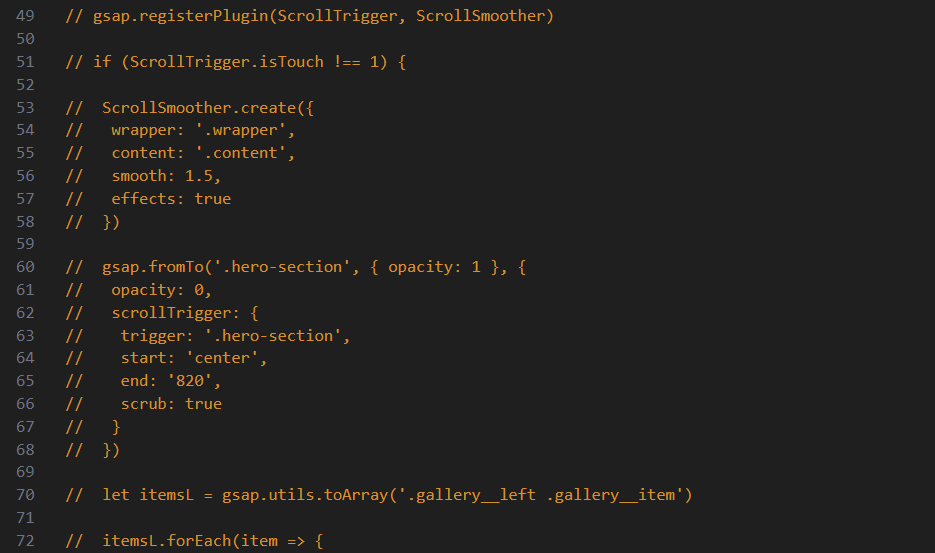 49 // gsap.registerPlugin(ScrollTrigger, ScrollSmoother)
50
51 // if (ScrollTrigger.isTouch !== 1) {
52
53 //  ScrollSmoother.create({
54 //   wrapper: '.wrapper',
55 //   content: '.content',
56 //   smooth: 1.5,
57 //   effects: true
58 //  })
59
60 //  gsap.fromTo('.hero-section', { opacity: 1 }, {
61 //   opacity: 0,
62 //   scrollTrigger: {
63 //    trigger: '.hero-section',
64 //    start: 'center',
65 //    end: '820',
66 //    scrub: true
67 //   }
68 //  })
69
70 //  let itemsL = gsap.utils.toArray('.gallery__left .gallery__item')
71
72 //  itemsL.forEach(item => {